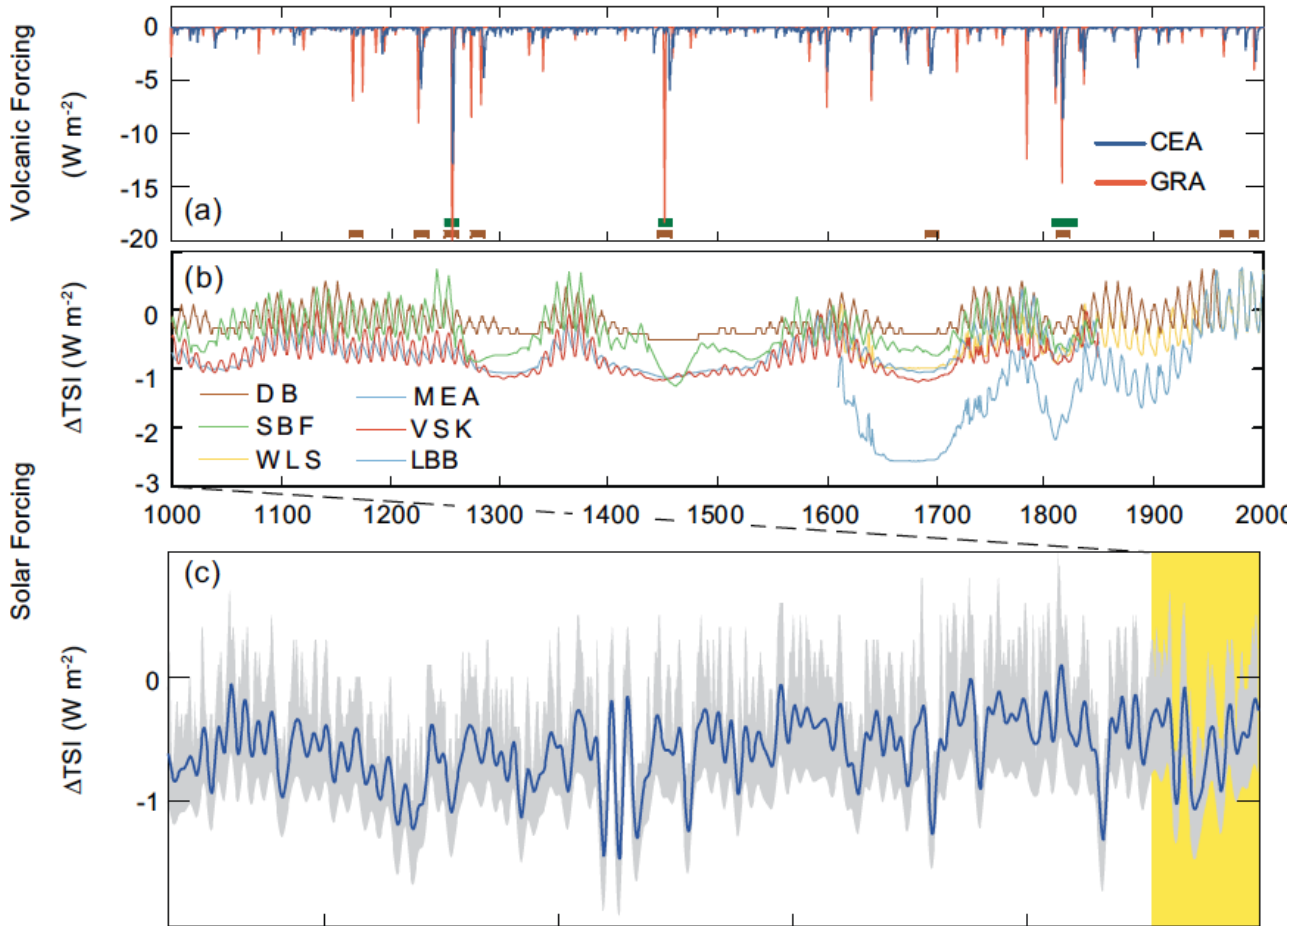 Volcanic Forcing
(W m-2)
0
-5
-10
-15
-20
(a)
CEA
GRA
Solar Forcing
ΔTSI (W m-2)
0
-1
-2
-3
(b)
DB
SBF
WLS
MEA
VSK
LBB
1000 1100 1200 1300 1400 1500 1600 1700 1800 1900 2000
ΔTSI (W m-2)
0
-1
(c)